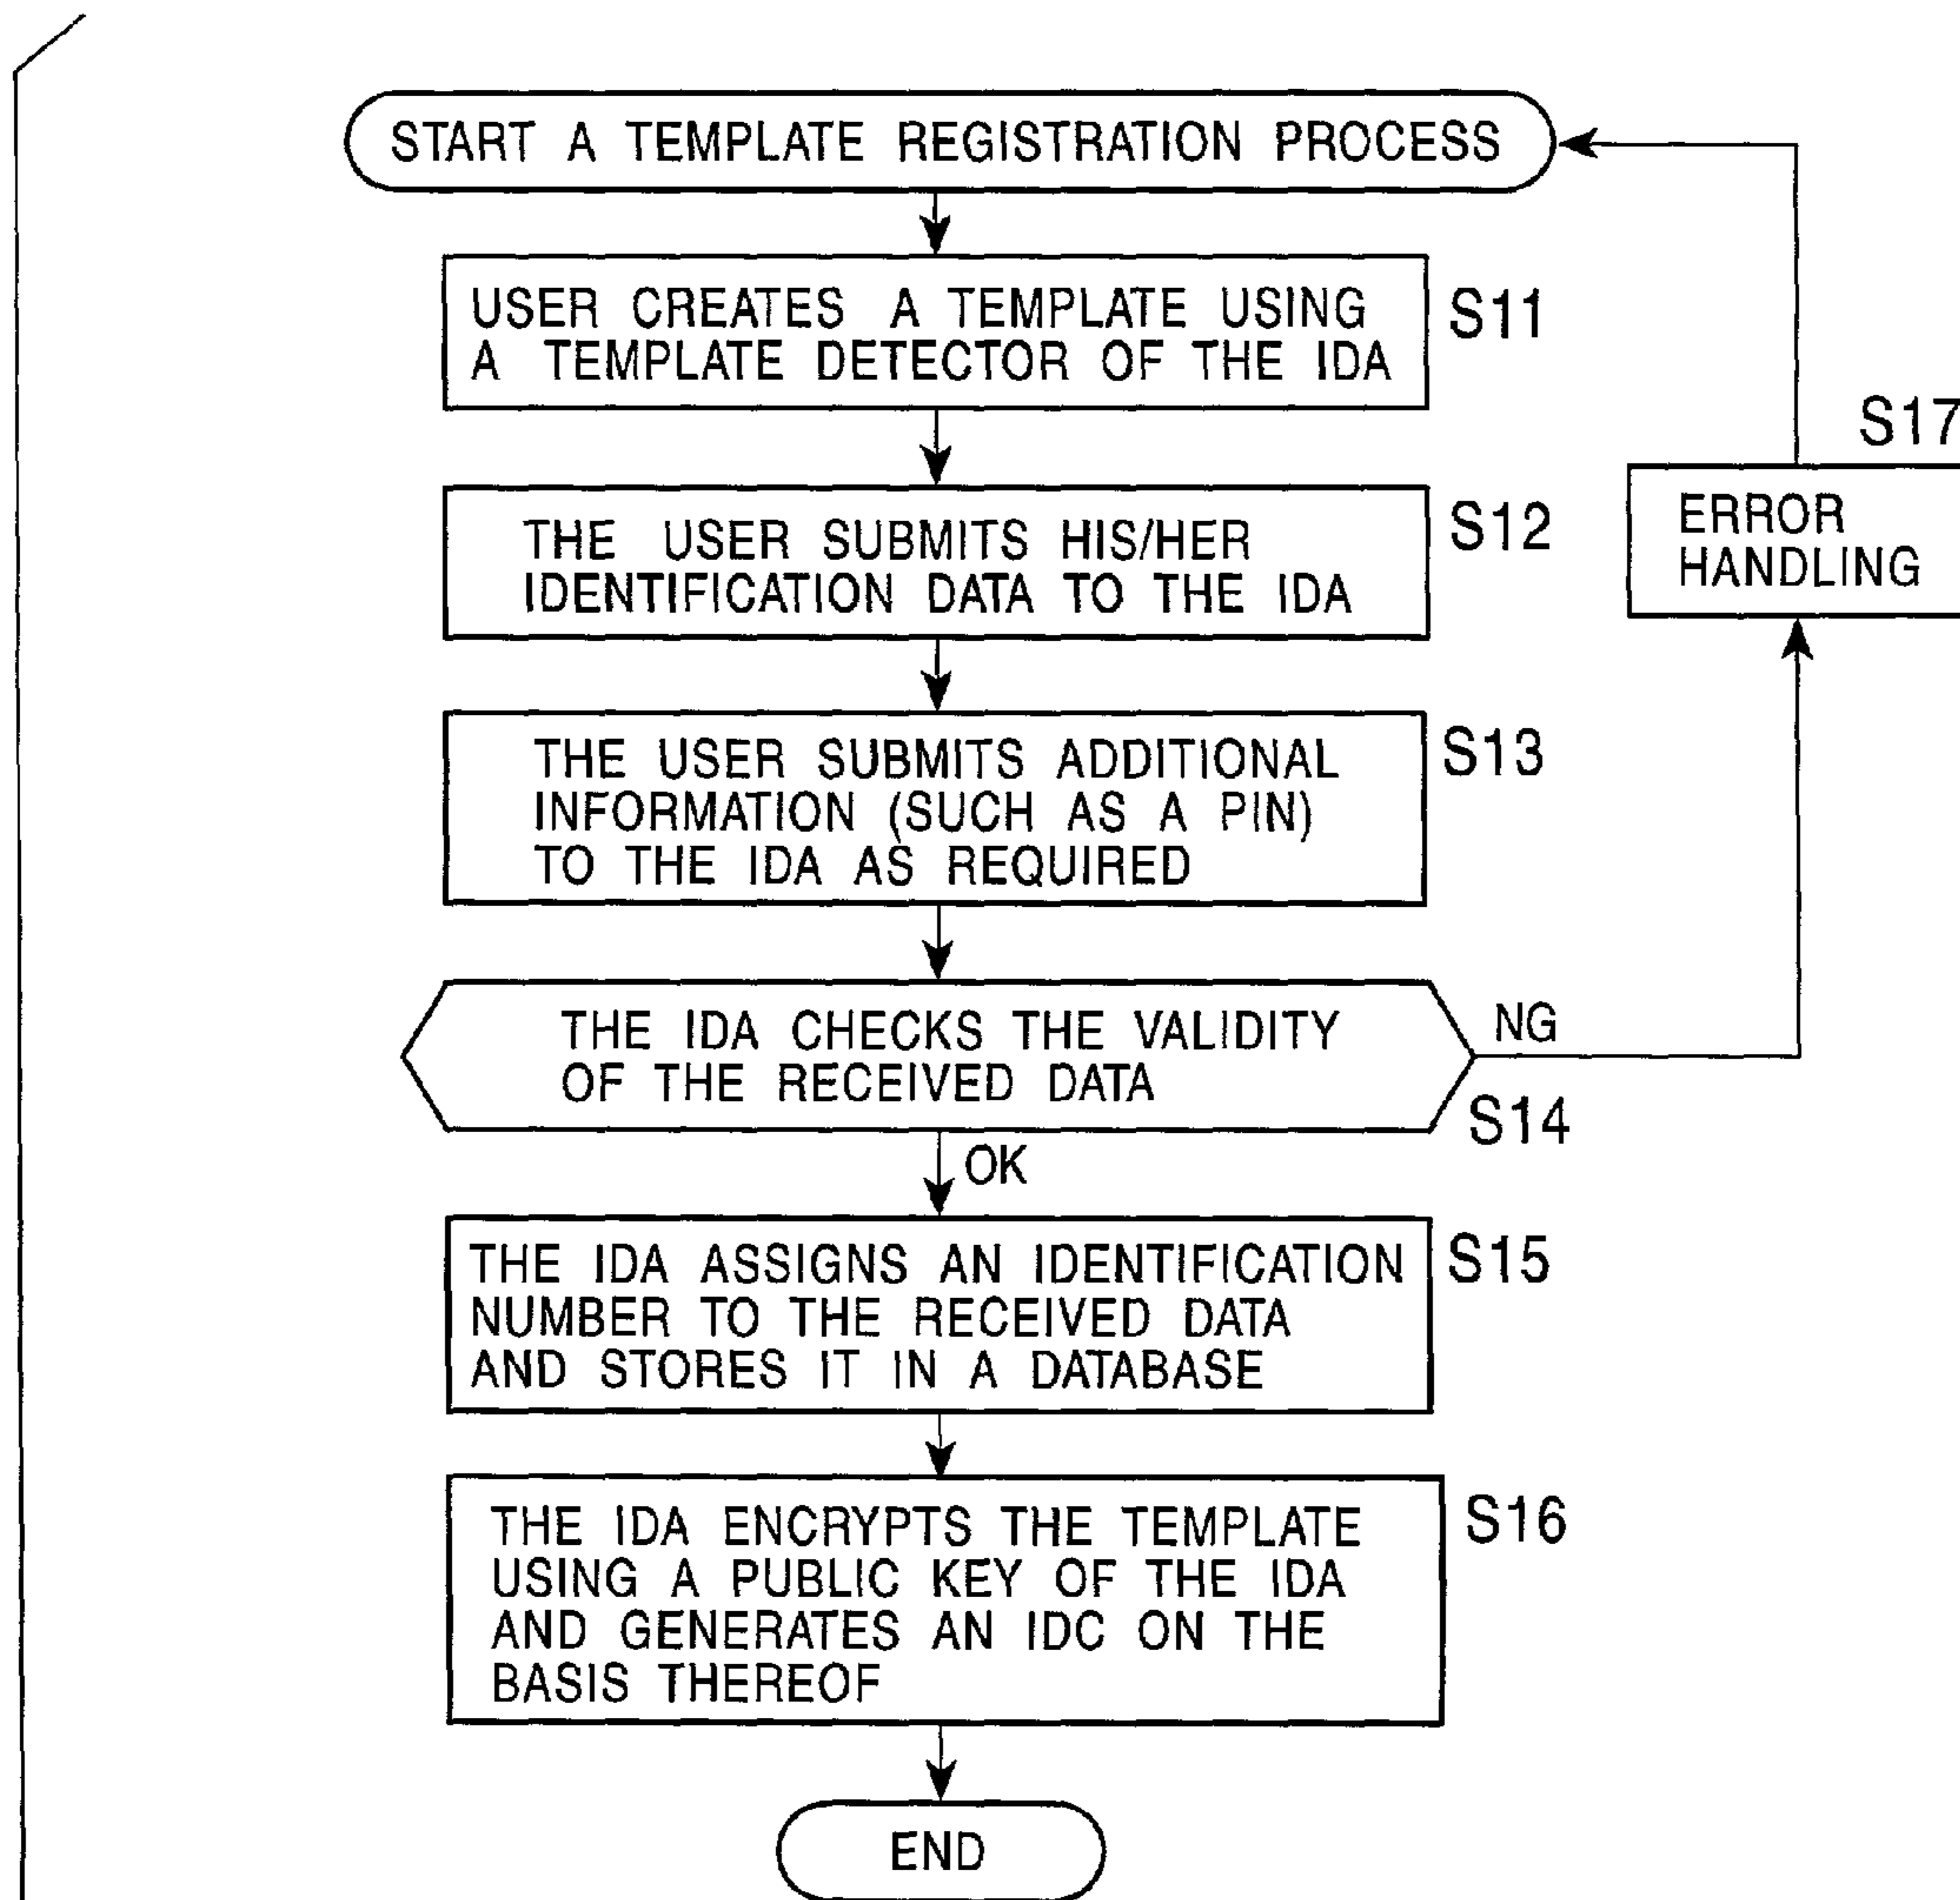 START A TEMPLATE REGISTRATION PROCESS
USER CREATES A TEMPLATE USING
A TEMPLATE DETECTOR OF THE IDA
S11
THE USER SUBMITS HIS/HER
IDENTIFICATION DATA TO THE IDA
S12
S17
ERROR
HANDLING
THE USER SUBMITS ADDITIONAL
INFORMATION (SUCH AS A PIN)
TO THE IDA AS REQUIRED
S13
THE IDA CHECKS THE VALIDITY
OF THE RECEIVED DATA
NG
S14
OK
THE IDA ASSIGNS AN IDENTIFICATION
NUMBER TO THE RECEIVED DATA
AND STORES IT IN A DATABASE
S15
THE IDA ENCRYPTS THE TEMPLATE
USING A PUBLIC KEY OF THE IDA
AND GENERATES AN IDC ON THE
BASIS THEREOF
S16
END